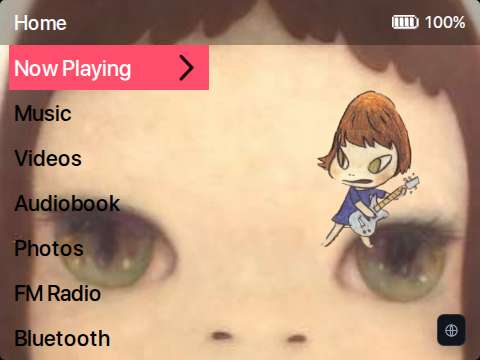 Home
100%
Now Playing
Music
Videos
Audiobook
Photos
FM Radio
Bluetooth